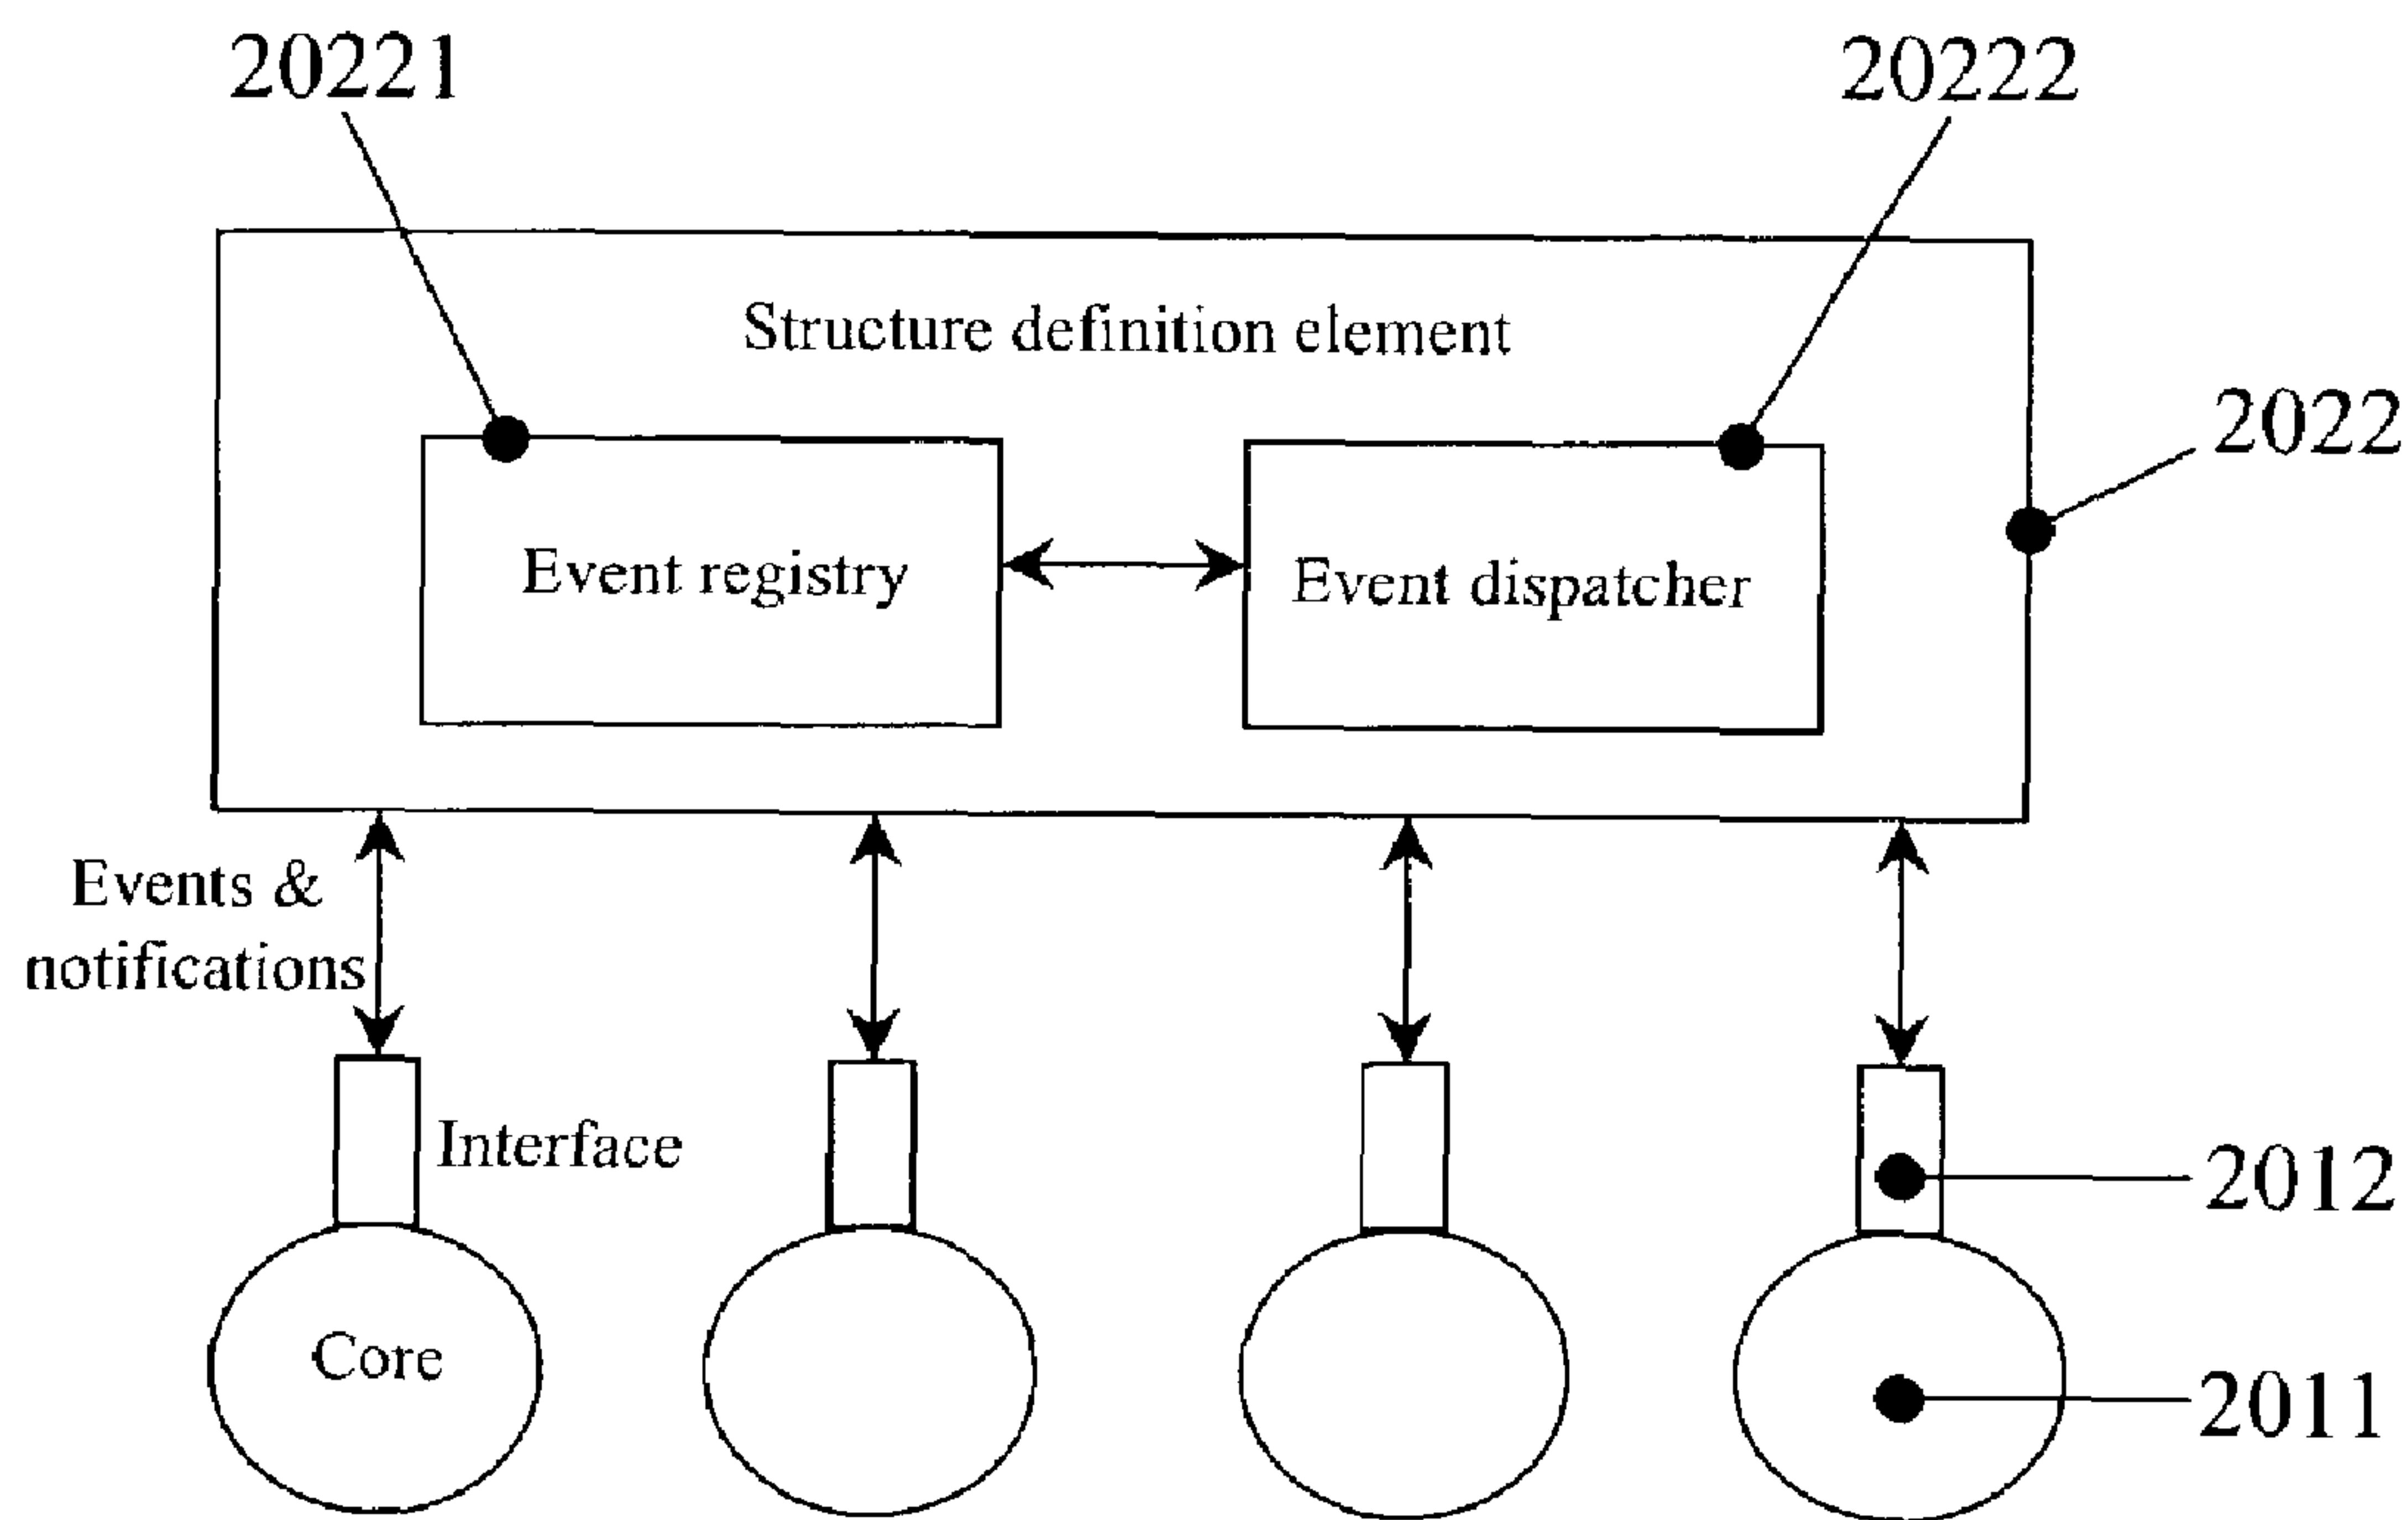 20221
20222
Structure definition element
2022
Event registry
Event dispatcher
Events &
notifications
Interface
2012
Core
2011